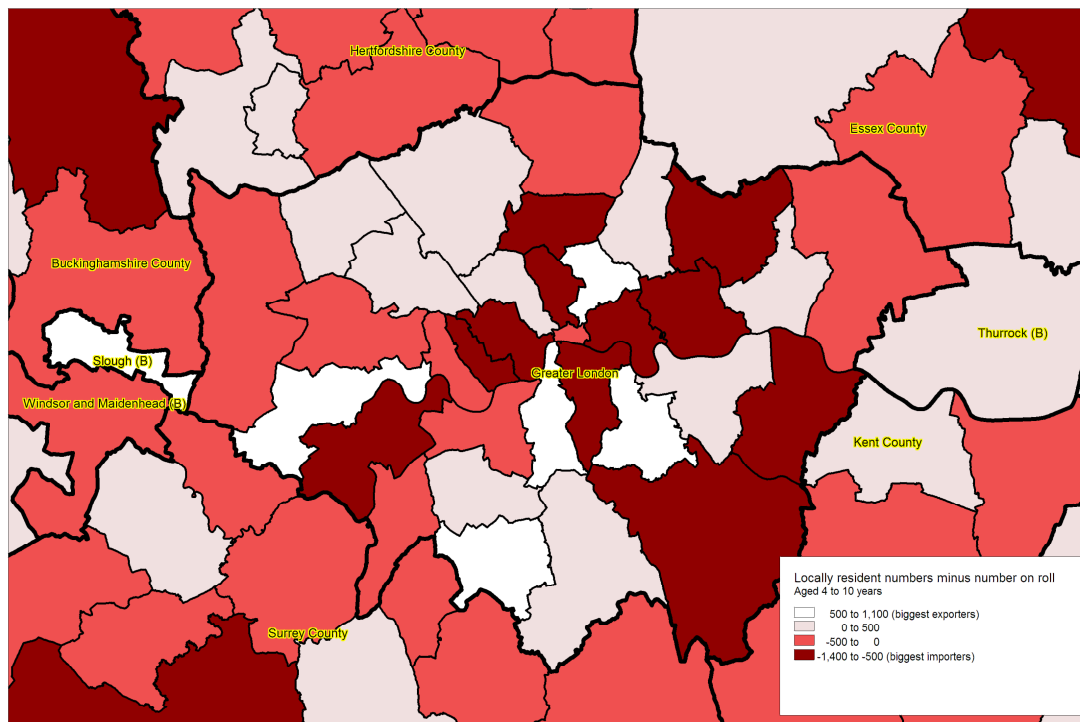 Hertfordshire County
Essex County
Buckinghamshire County
Thurrock (B)
Slough (B)
Greater London
Windsor and Maidenhead (B)
Kent County
Surrey County
Locally resident numbers minus number on roll
Aged 4 to 10 years
500 to 1,100 (biggest exporters)
0 to 500
-500 to 0
-1,400 to -500 (biggest importers)